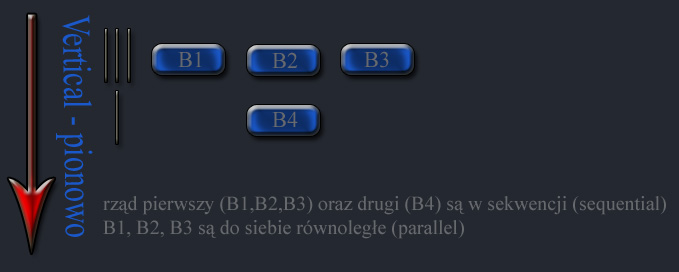 Vertical - pionowo
B1 B2 B3
B4
rząd pierwszy (B1,B2,B3) oraz drugi (B4) są w sekwencji (sequential)
B1, B2, B3 są do siebie równoległe (parallel)